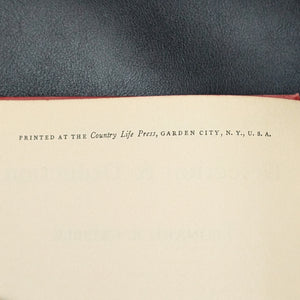 PRINTED AT THE Country Life Press, GARDEN CITY, N. Y., U. S. A.